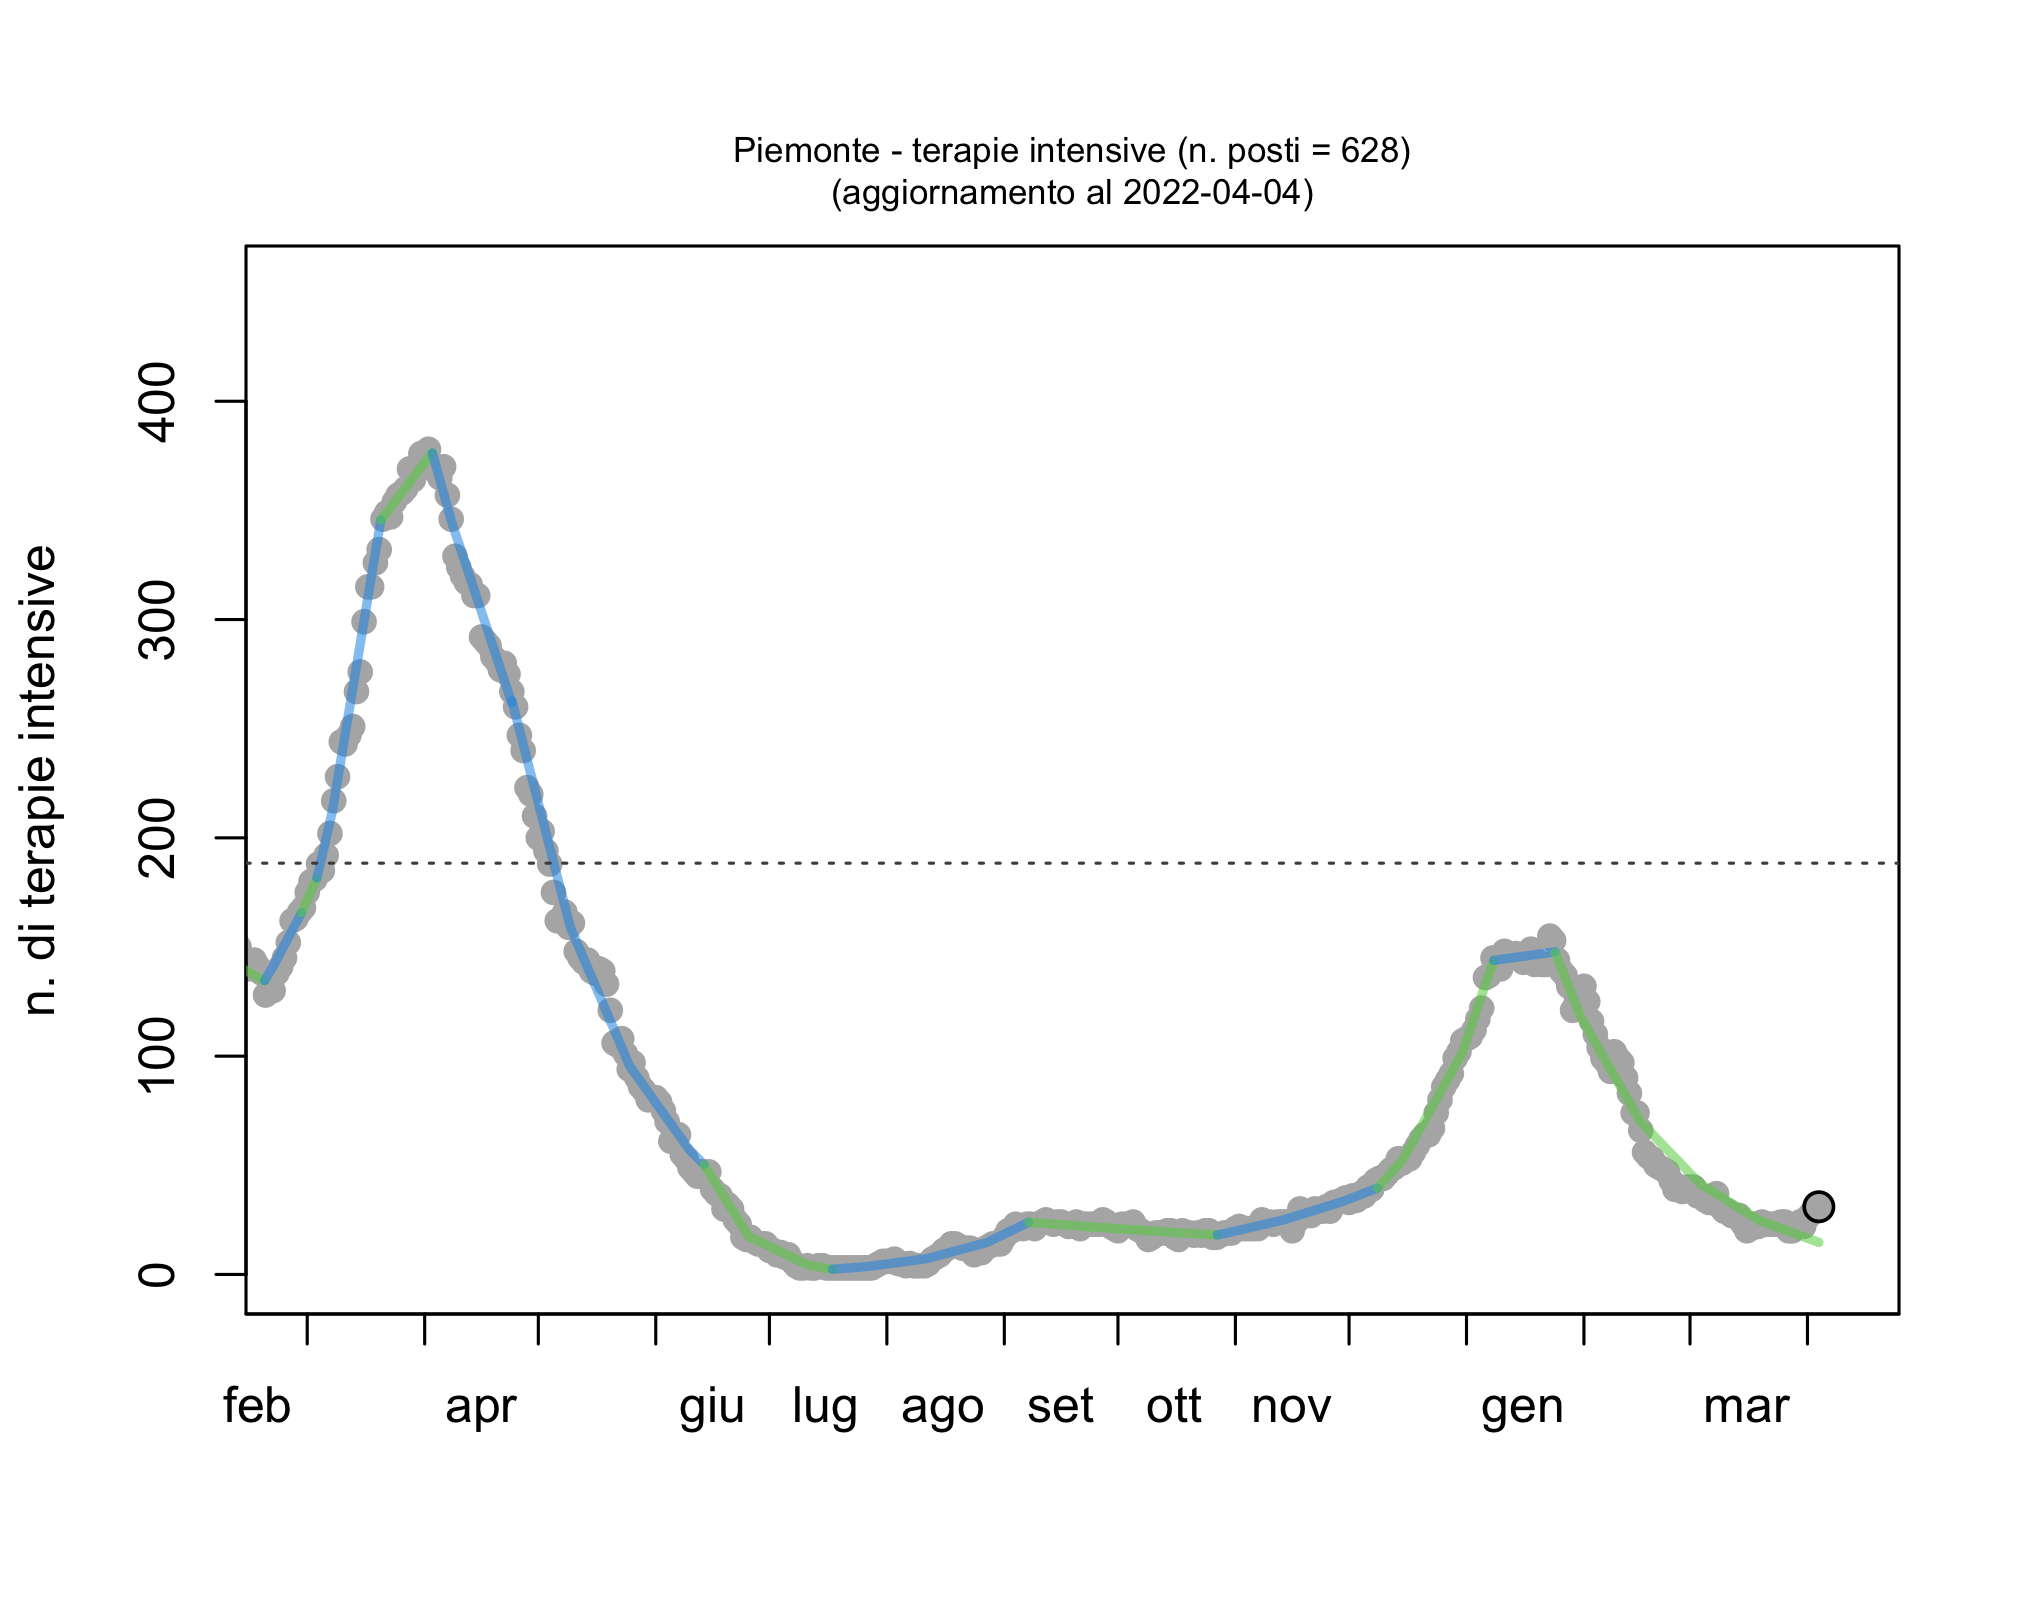 Piemonte - terapie intensive (n. posti = 628)
(aggiornamento al 2022-04-04)
n. di terapie intensive
400
300
200
100
0
feb apr giu lug ago set ott nov gen mar